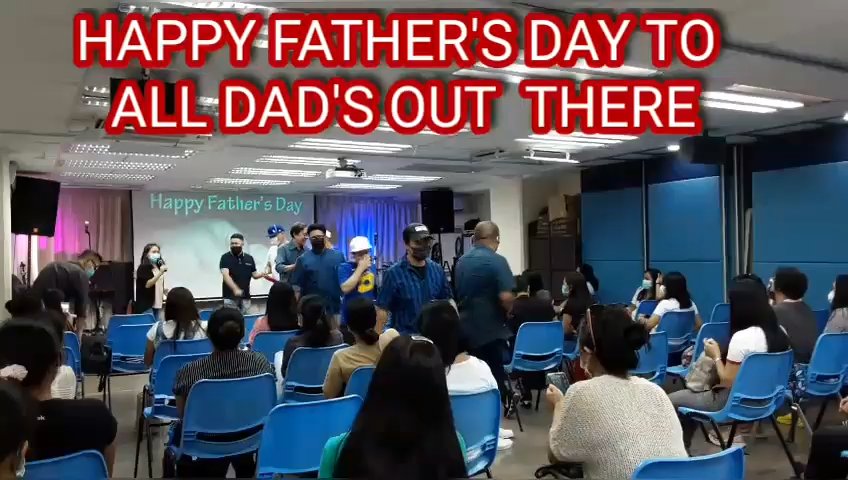 HAPPY FATHER'S DAY TO
ALL DAD'S OUT THERE
Happy Father's Day